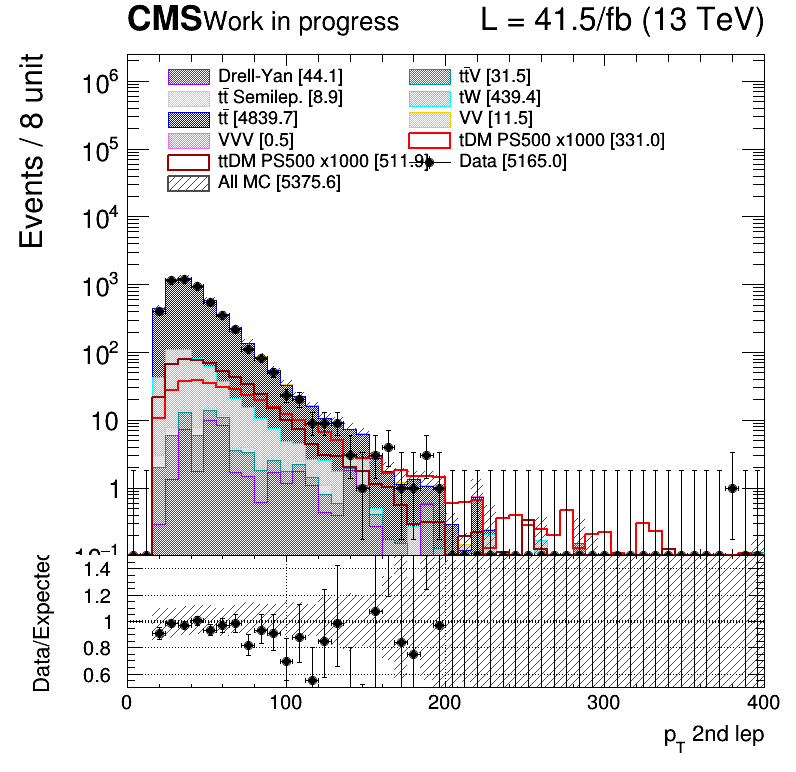 CMS Work in progress L = 41.5/fb (13 TeV)
Events / 8 unit
Drell-Yan [44.1] tt̄V [31.5]
tt̄ Semilep. [8.9] tW [439.4]
tt̄ [4839.7] VV [11.5]
VVV [0.5] tDM PS500 x1000 [331.0]
ttDM PS500 x1000 [511.9] Data [5165.0]
All MC [5375.6]
10⁶
10⁵
10⁴
10³
10²
10
1
10⁻¹
Data/Expected
1.4
1.2
1
0.8
0.6
0 100 200 300 400
p_T 2nd lep